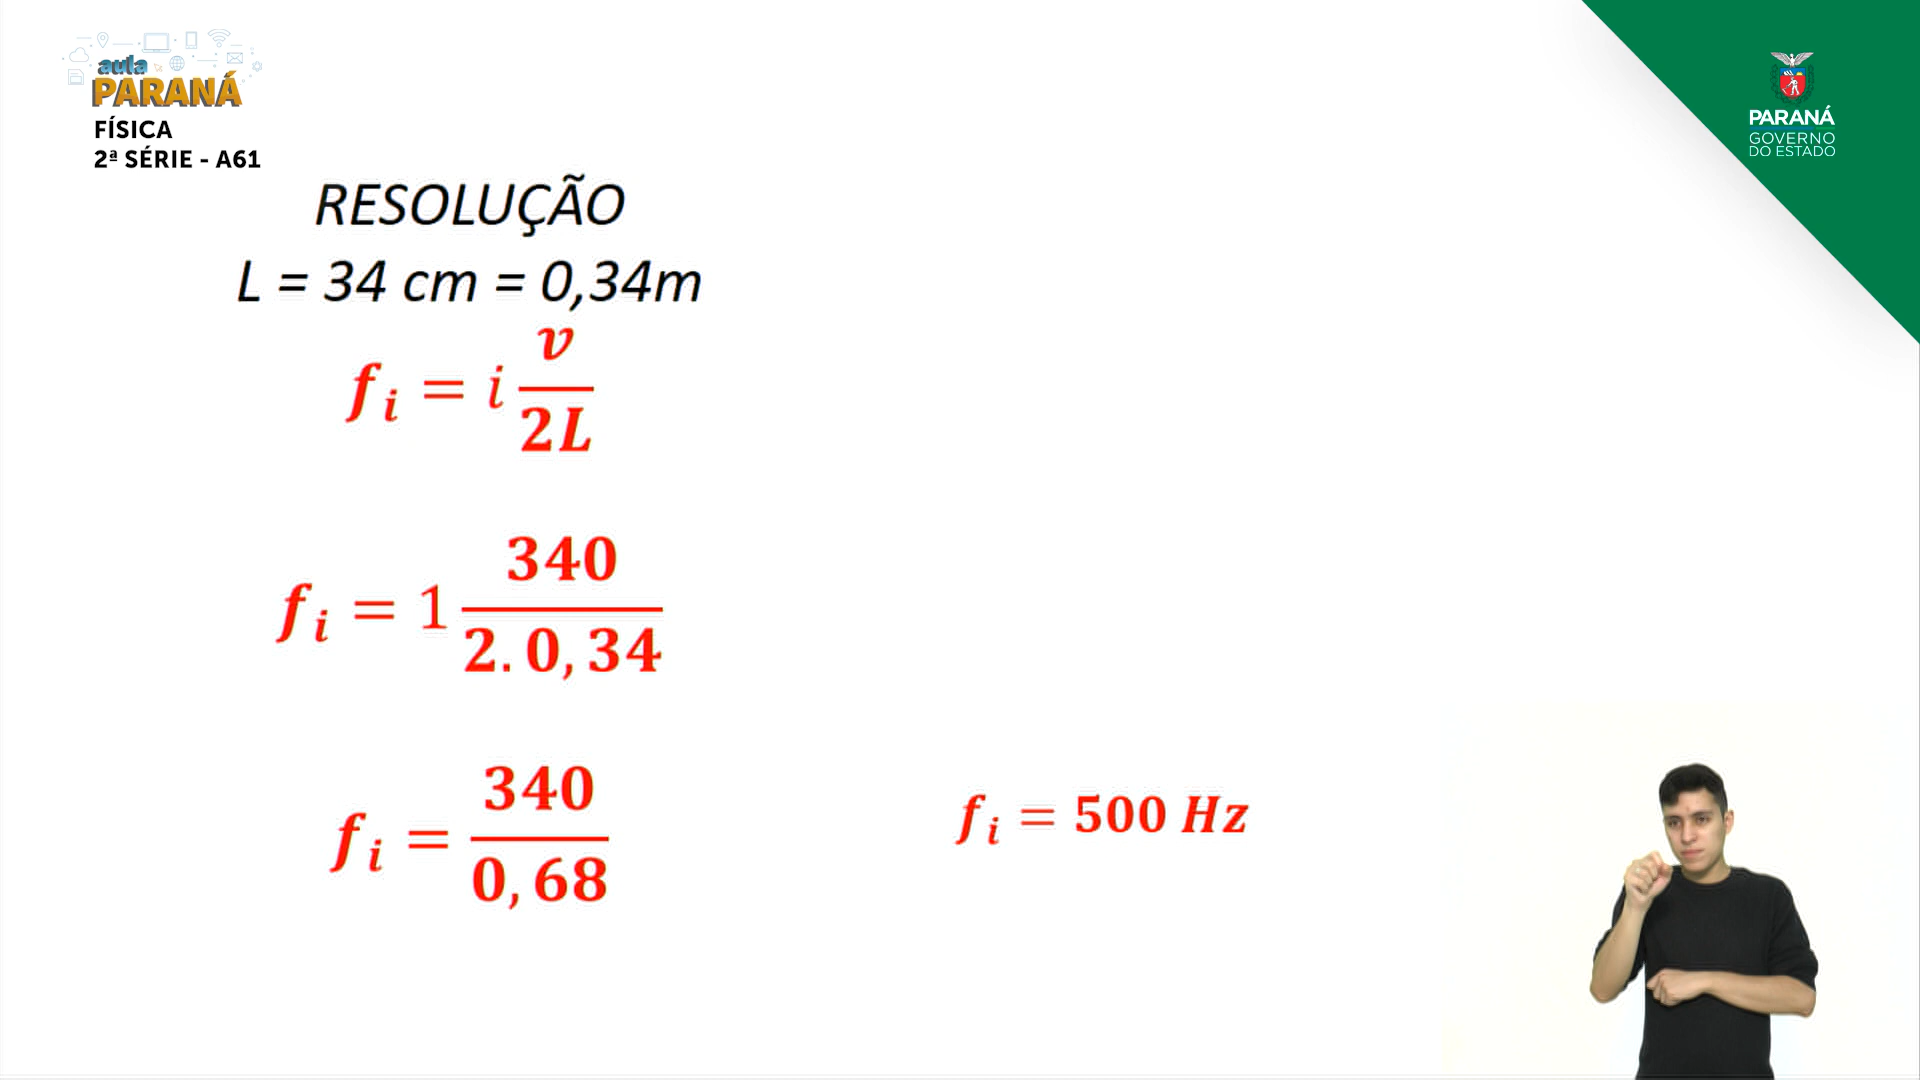 aula
PARANÁ
FÍSICA
2ª SÉRIE - A61
PARANÁ
GOVERNO
DO ESTADO
RESOLUÇÃO
L = 34 cm = 0,34m
f_i = i v/2L
f_i = 1 340/2.0,34
f_i = 340/0,68
f_i = 500 Hz